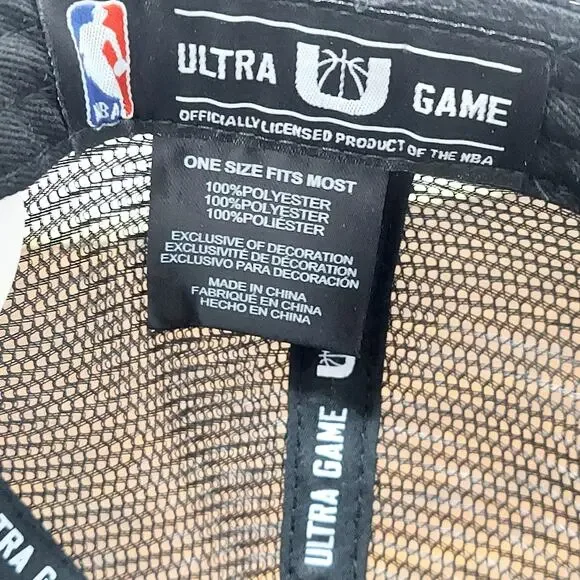 NBA
ULTRA GAME
OFFICIALLY LICENSED PRODUCT OF THE NBA
ONE SIZE FITS MOST
100%POLYESTER
100%POLYESTER
100%POLIÉSTER
EXCLUSIVE OF DECORATION
EXCLUSIVITÉ DE DÉCORATION
EXCLUSIVO PARA DECORACIÓN
MADE IN CHINA
FABRIQUÉ EN CHINA
HECHO EN CHINA
ULTRA GAME
TRA G